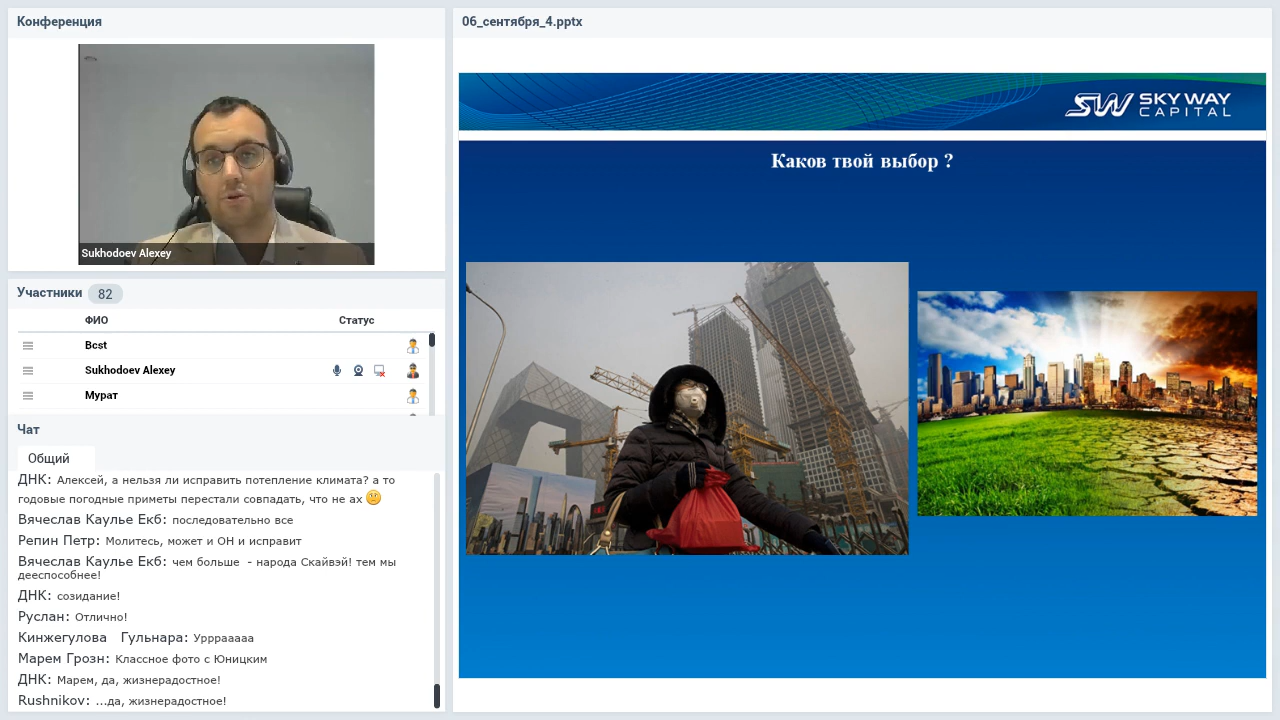 Конференция
Sukhodoev Alexey
Участники 82
ФИО Статус
Bcst
Sukhodoev Alexey
Мурат
Чат
Общий
ДНК: Алексей, а нельзя ли исправить потепление климата? а то
годовые погодные приметы перестали совпадать, что не ах
Вячеслав Каулье Екб: последовательно все
Репин Петр: Молитесь, может и ОН и исправит
Вячеслав Каулье Екб: чем больше - народа Скайвэй! тем мы
дееспособнее!
ДНК: созидание!
Руслан: Отлично!
Кинжегулова Гульнара: Уррраааaa
Марем Грозн: Классное фото с Юницким
ДНК: Марем, да, жизнерадостное!
Rushnikov: ...да, жизнерадостное!
06_сентября_4.pptx
SW SKY WAY
CAPITAL
Каков твой выбор ?